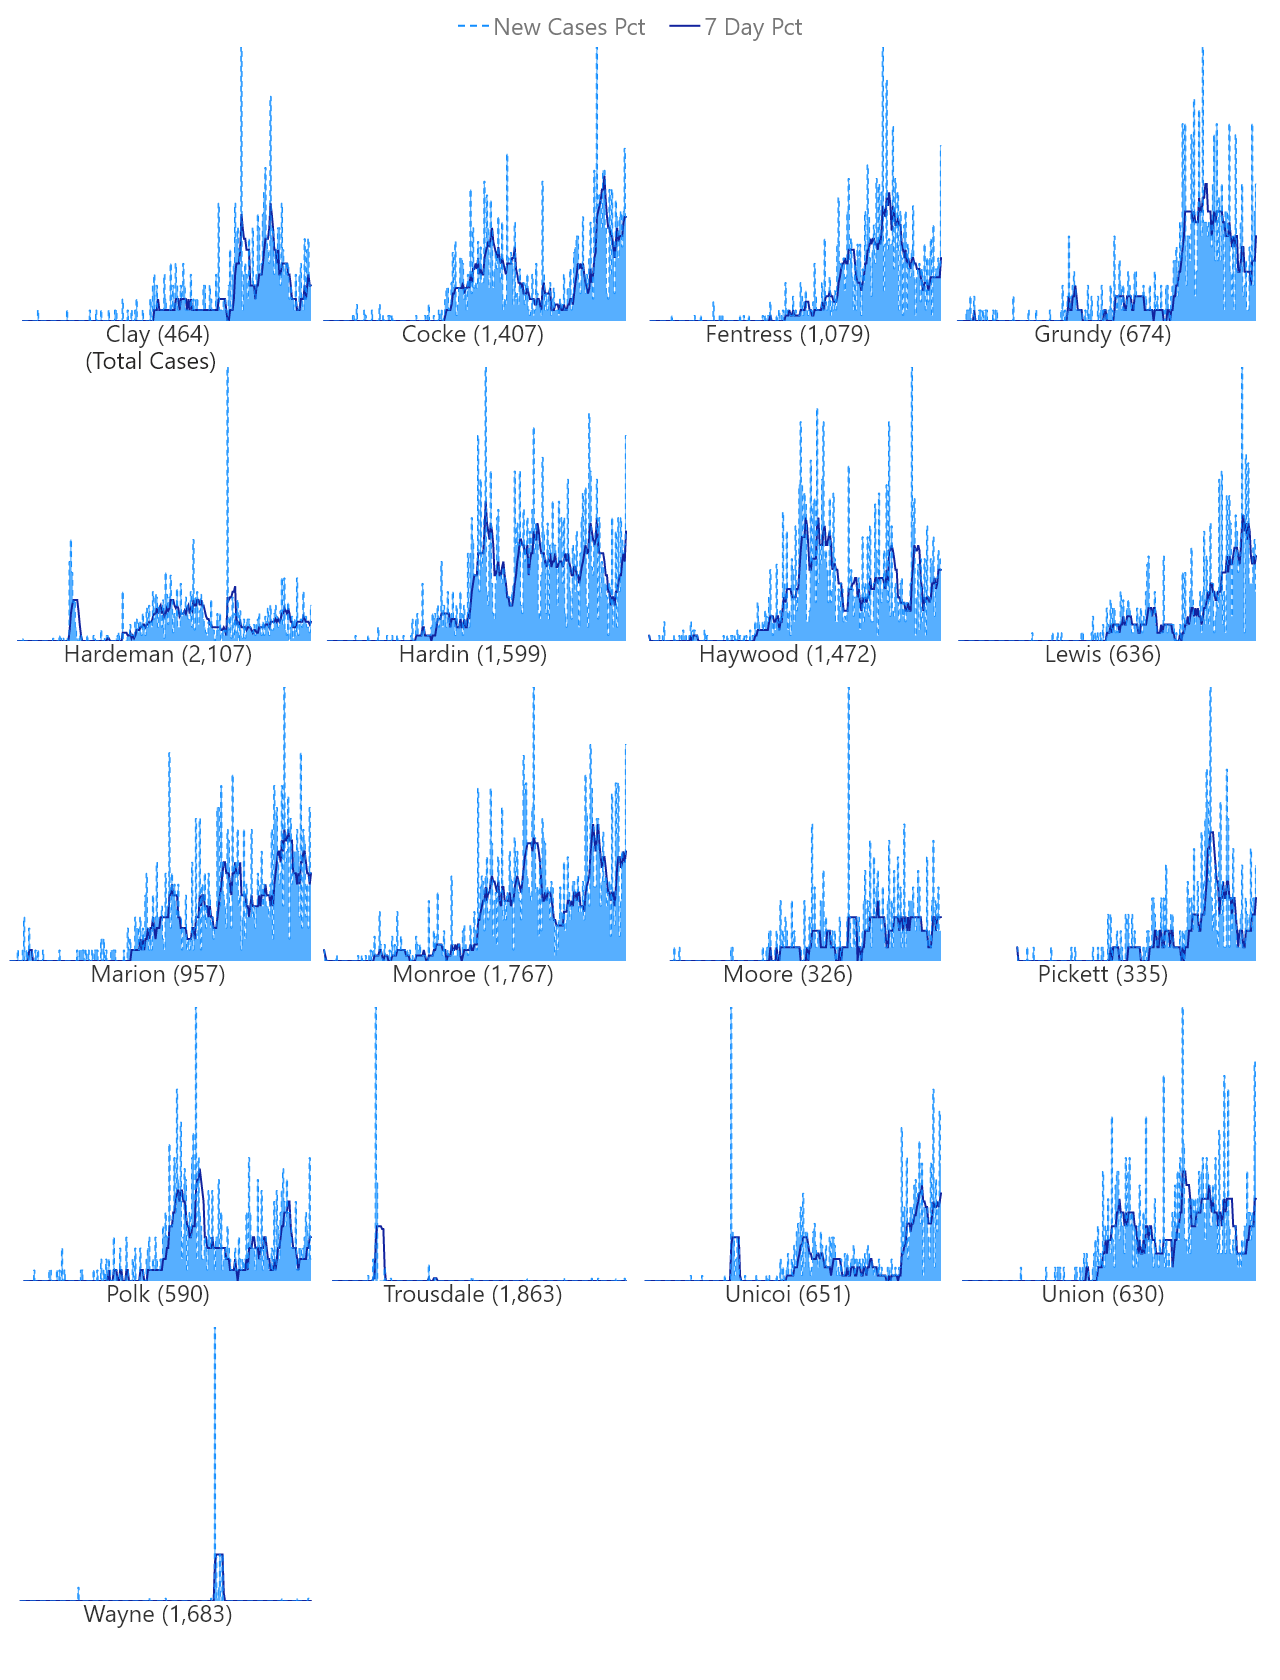 New Cases Pct 7 Day Pct
Clay (464) Cocke (1,407) Fentress (1,079) Grundy (674)
(Total Cases)
Hardeman (2,107) Hardin (1,599) Haywood (1,472) Lewis (636)
Marion (957) Monroe (1,767) Moore (326) Pickett (335)
Polk (590) Trousdale (1,863) Unicoi (651) Union (630)
Wayne (1,683)